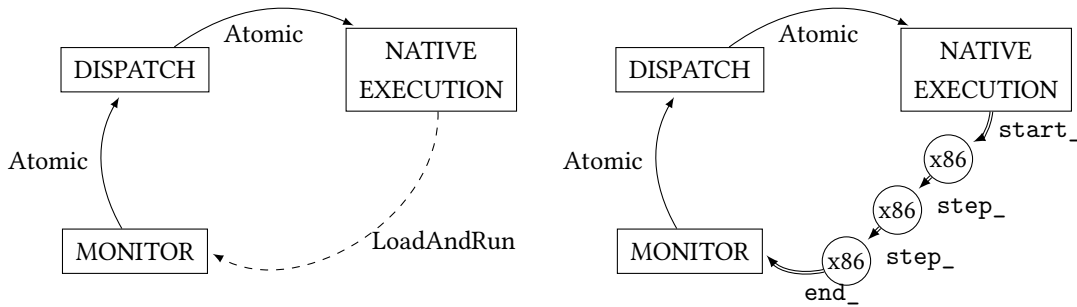 Atomic
NATIVE
EXECUTION
DISPATCH
Atomic
LoadAndRun
MONITOR
Atomic
NATIVE
EXECUTION
DISPATCH
start_
x86
Atomic
x86
step_
MONITOR
x86
step_
end_